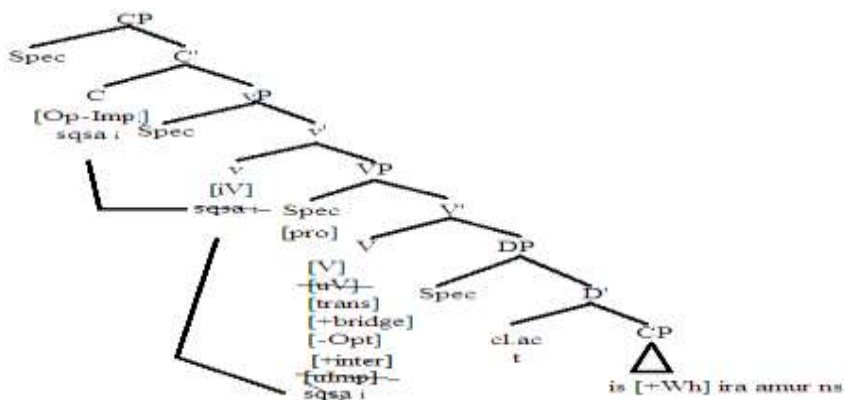 CP
Spec
C'
C
vP
[Op-Imp]
sqsa i
Spec
v'
v
VP
[iV]
sqsa i
Spec
V'
[pro]
V
DP
[V]
[uV]
Spec
D'
[trans]
[+bridge]
cl.ac
CP
[-Opt]
t
[+inter]
[uImp]
is [+Wh] ira amur ns
sqsa i